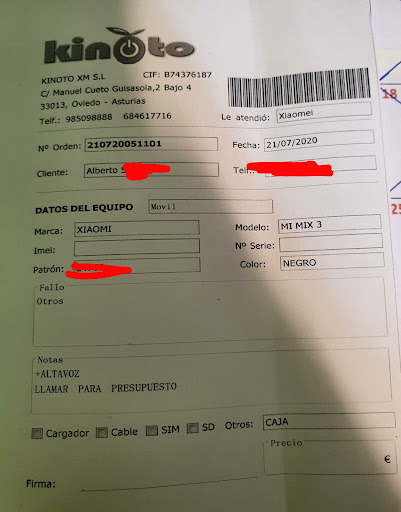 kinoto
KINOTO XM S.L CIF: B74376187
C/ Manuel Cueto Guisasola,2 Bajo 4
33013, Oviedo - Asturias
Telf.: 985098888 684617716
Le atendió: Xiaomei
Nº Orden: 210720051101 Fecha: 21/07/2020
Cliente: Alberto S Telf.:
DATOS DEL EQUIPO Movil
Marca: XIAOMI Modelo: MI MIX 3
Imei: Nº Serie:
Patrón: Color: NEGRO
Fallo
Otros
Notas
+ALTAVOZ
LLAMAR PARA PRESUPUESTO
Cargador Cable SIM SD Otros: CAJA
Precio
€
Firma:
18